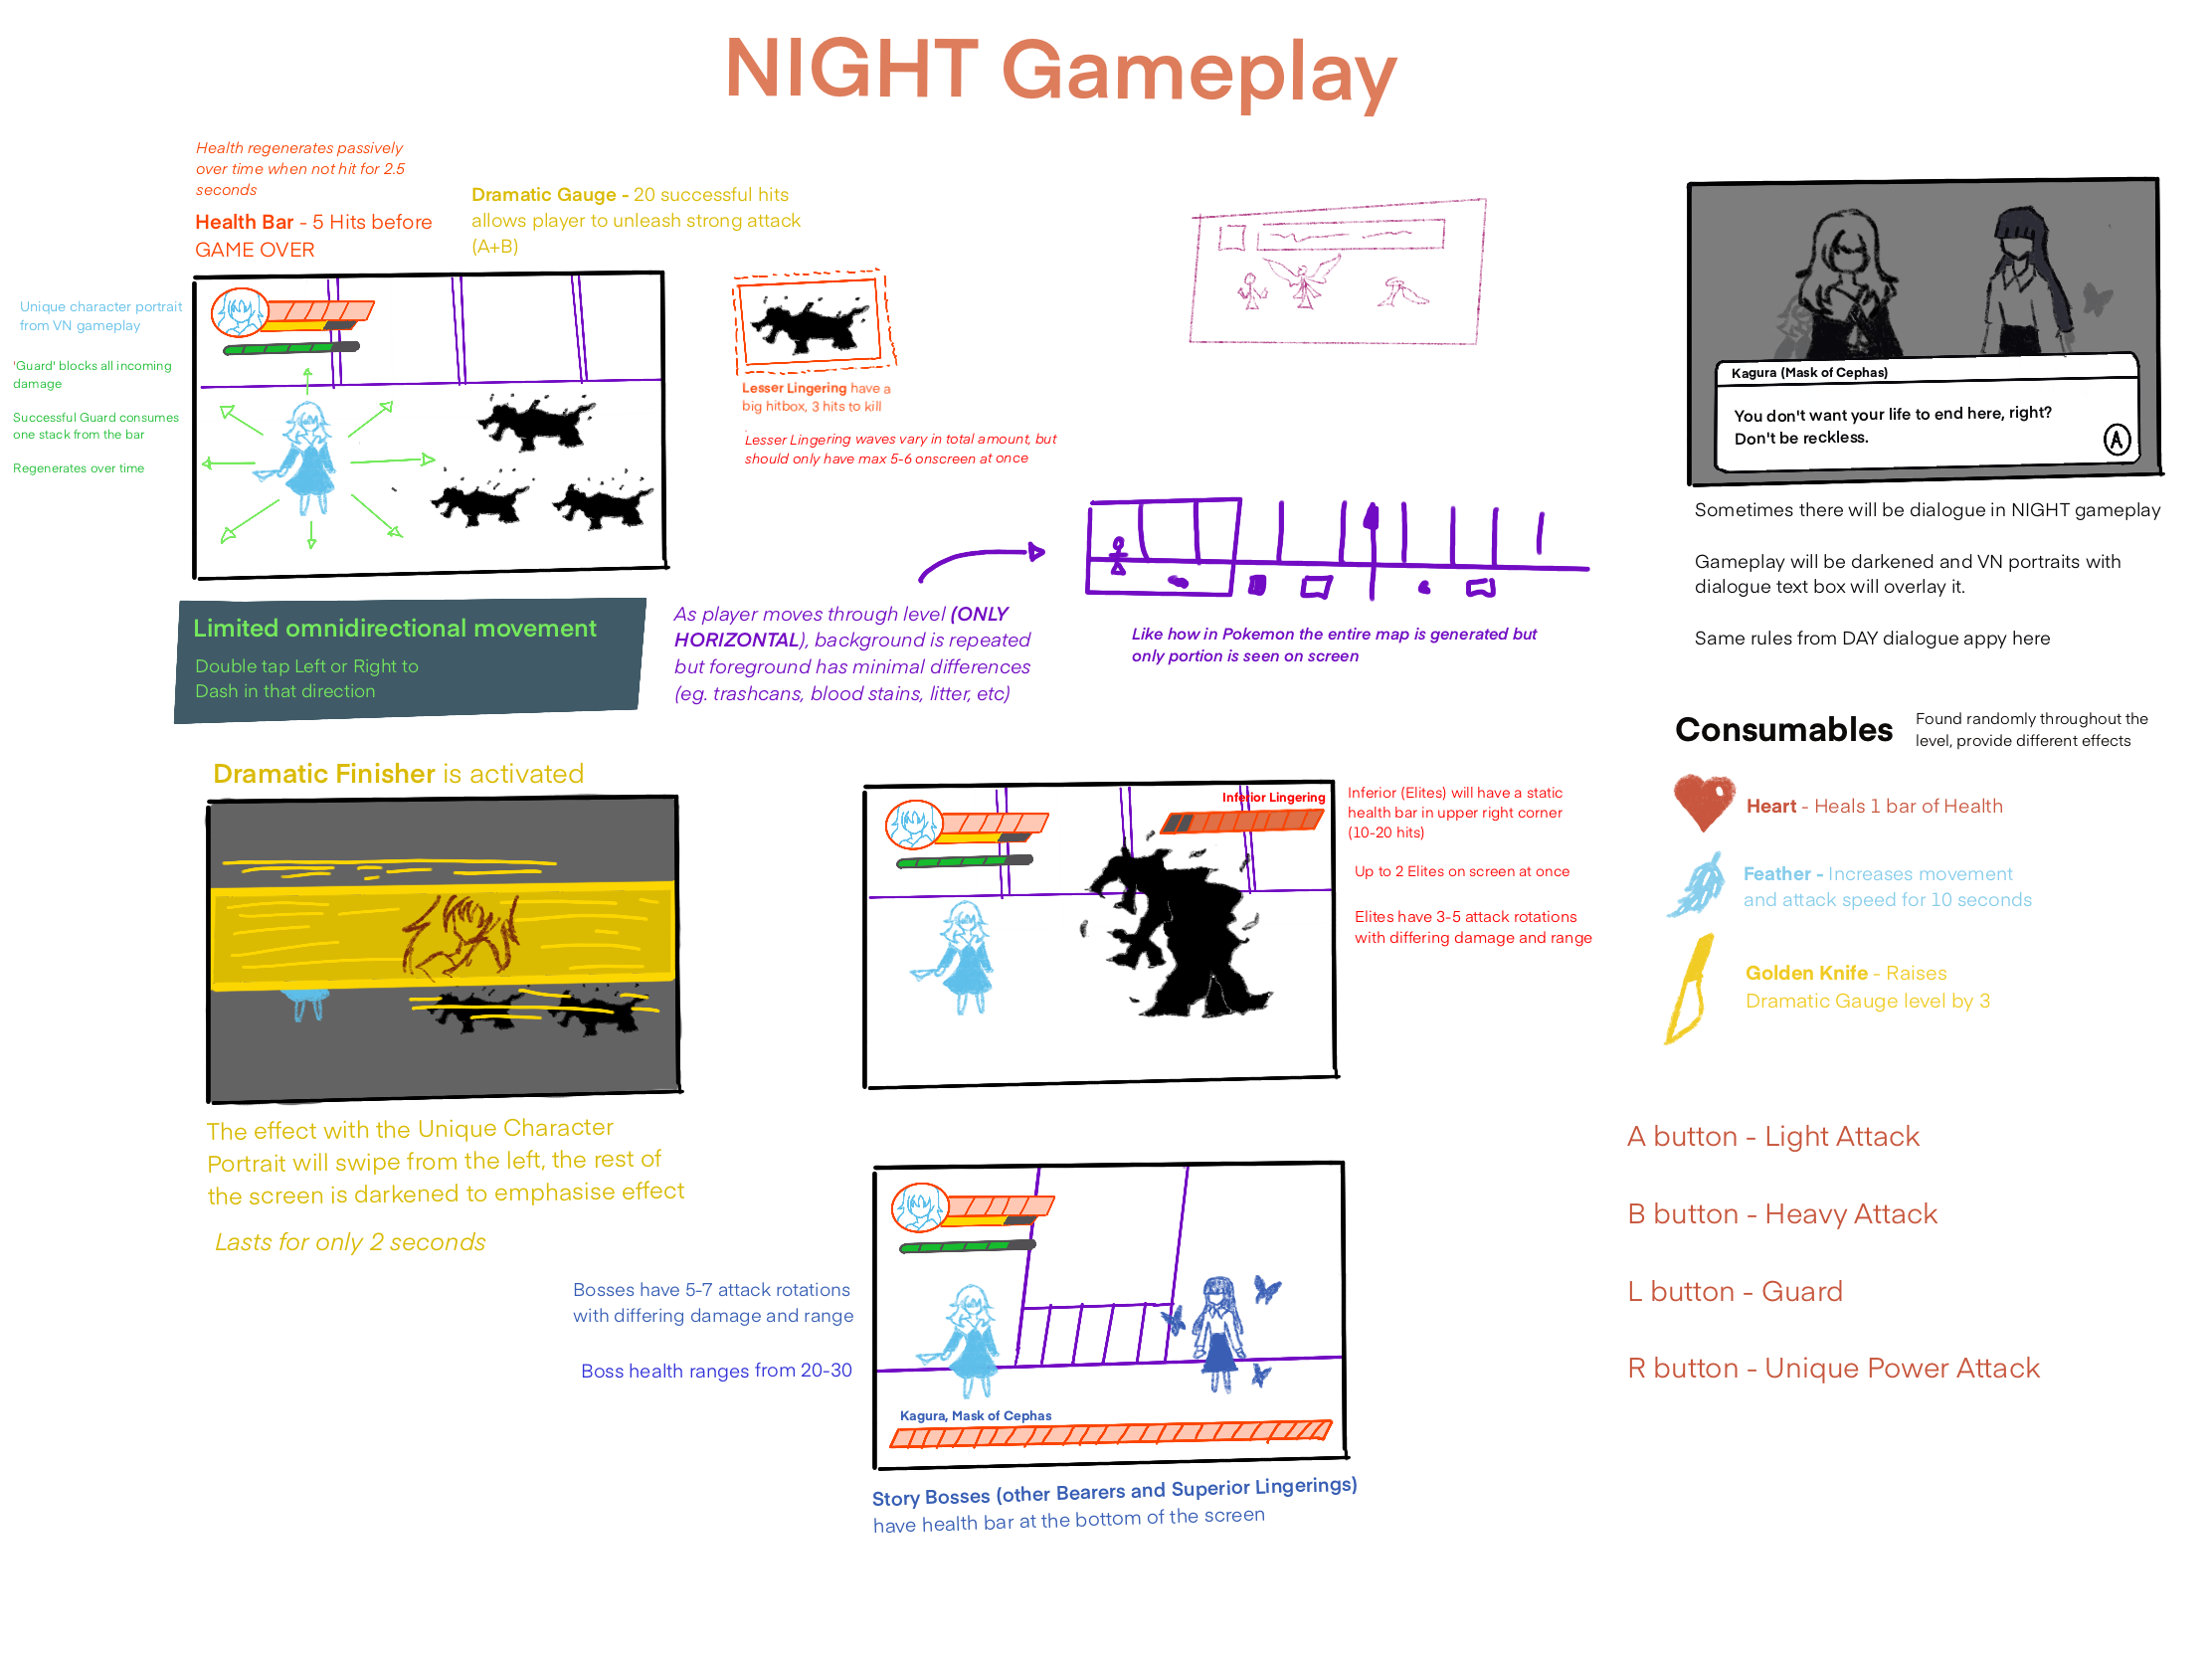 NIGHT Gameplay
Health regenerates passively
over time when not hit for 2.5
seconds
Health Bar - 5 Hits before
GAME OVER
Dramatic Gauge - 20 successful hits
allows player to unleash strong attack
(A+B)
Unique character portrait
from VN gameplay
'Guard' blocks all incoming
damage
Successful Guard consumes
one stack from the bar
Regenerates over time
Lesser Lingering have a
big hitbox, 3 hits to kill
Lesser Lingering waves vary in total amount, but
should only have max 5-6 onscreen at once
Limited omnidirectional movement
Double tap Left or Right to
Dash in that direction
As player moves through level (ONLY
HORIZONTAL), background is repeated
but foreground has minimal differences
(eg. trashcans, blood stains, litter, etc)
Like how in Pokemon the entire map is generated but
only portion is seen on screen
Kagura (Mask of Cephas)
You don't want your life to end here, right?
Don't be reckless.
A
Sometimes there will be dialogue in NIGHT gameplay
Gameplay will be darkened and VN portraits with
dialogue text box will overlay it.
Same rules from DAY dialogue appy here
Consumables
Found randomly throughout the
level, provide different effects
Heart - Heals 1 bar of Health
Feather - Increases movement
and attack speed for 10 seconds
Golden Knife - Raises
Dramatic Gauge level by 3
Dramatic Finisher is activated
The effect with the Unique Character
Portrait will swipe from the left, the rest of
the screen is darkened to emphasise effect
Lasts for only 2 seconds
Inferior Lingering
Inferior (Elites) will have a static
health bar in upper right corner
(10-20 hits)
Up to 2 Elites on screen at once
Elites have 3-5 attack rotations
with differing damage and range
A button - Light Attack
B button - Heavy Attack
L button - Guard
R button - Unique Power Attack
Bosses have 5-7 attack rotations
with differing damage and range
Boss health ranges from 20-30
Kagura, Mask of Cephas
Story Bosses (other Bearers and Superior Lingerings)
have health bar at the bottom of the screen